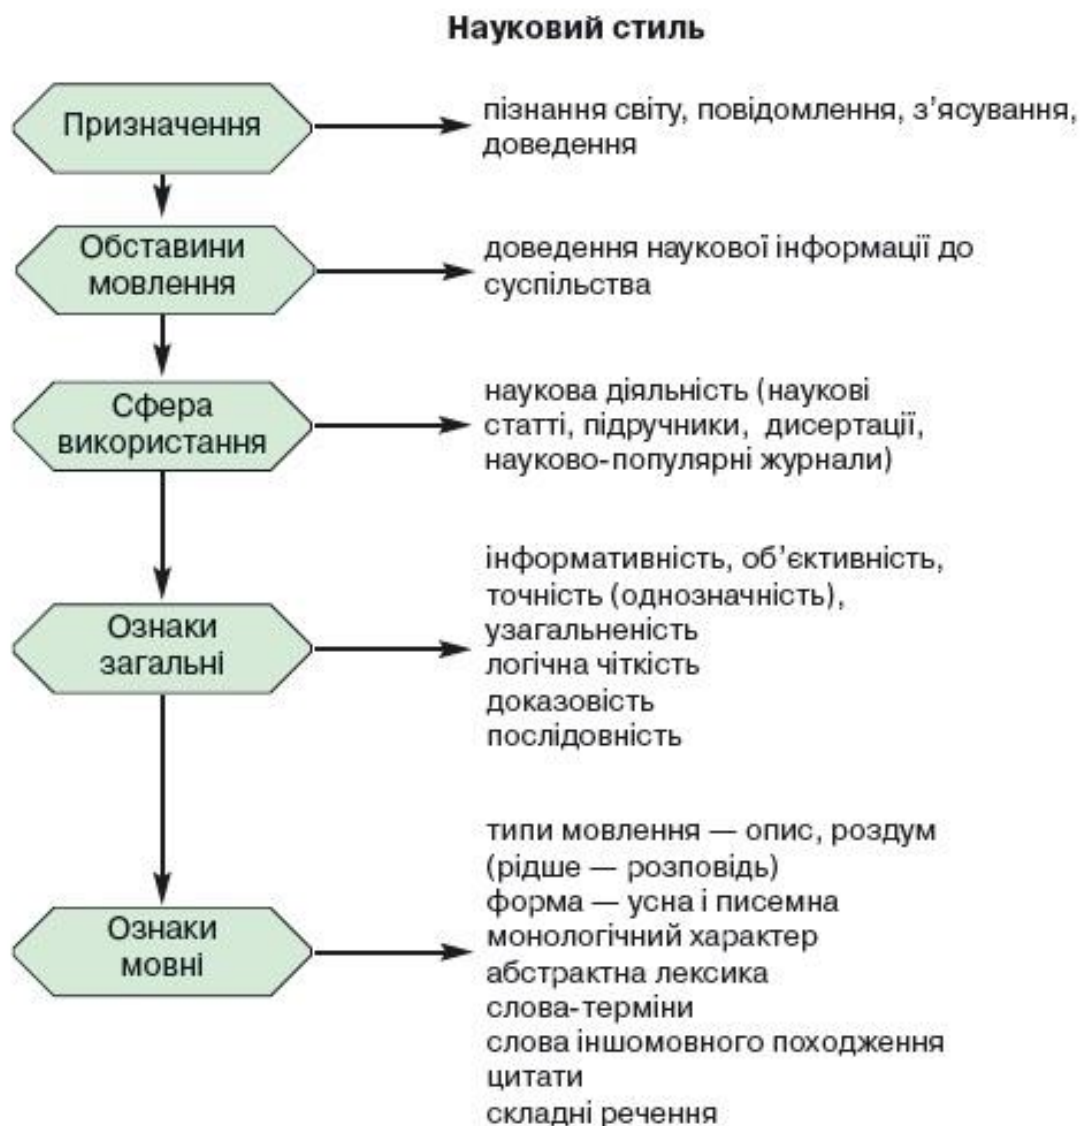 Науковий стиль
Призначення
пізнання світу, повідомлення, з’ясування,
доведення
Обставини
мовлення
доведення наукової інформації до
суспільства
Сфера
використання
наукова діяльність (наукові
статті, підручники, дисертації,
науково-популярні журнали)
Ознаки
загальні
інформативність, об’єктивність,
точність (однозначність),
узагальненість
логічна чіткість
доказовість
послідовність
Ознаки
мовні
типи мовлення — опис, роздум
(рідше — розповідь)
форма — усна і писемна
монологічний характер
абстрактна лексика
слова-терміни
слова іншомовного походження
цитати
складні речення